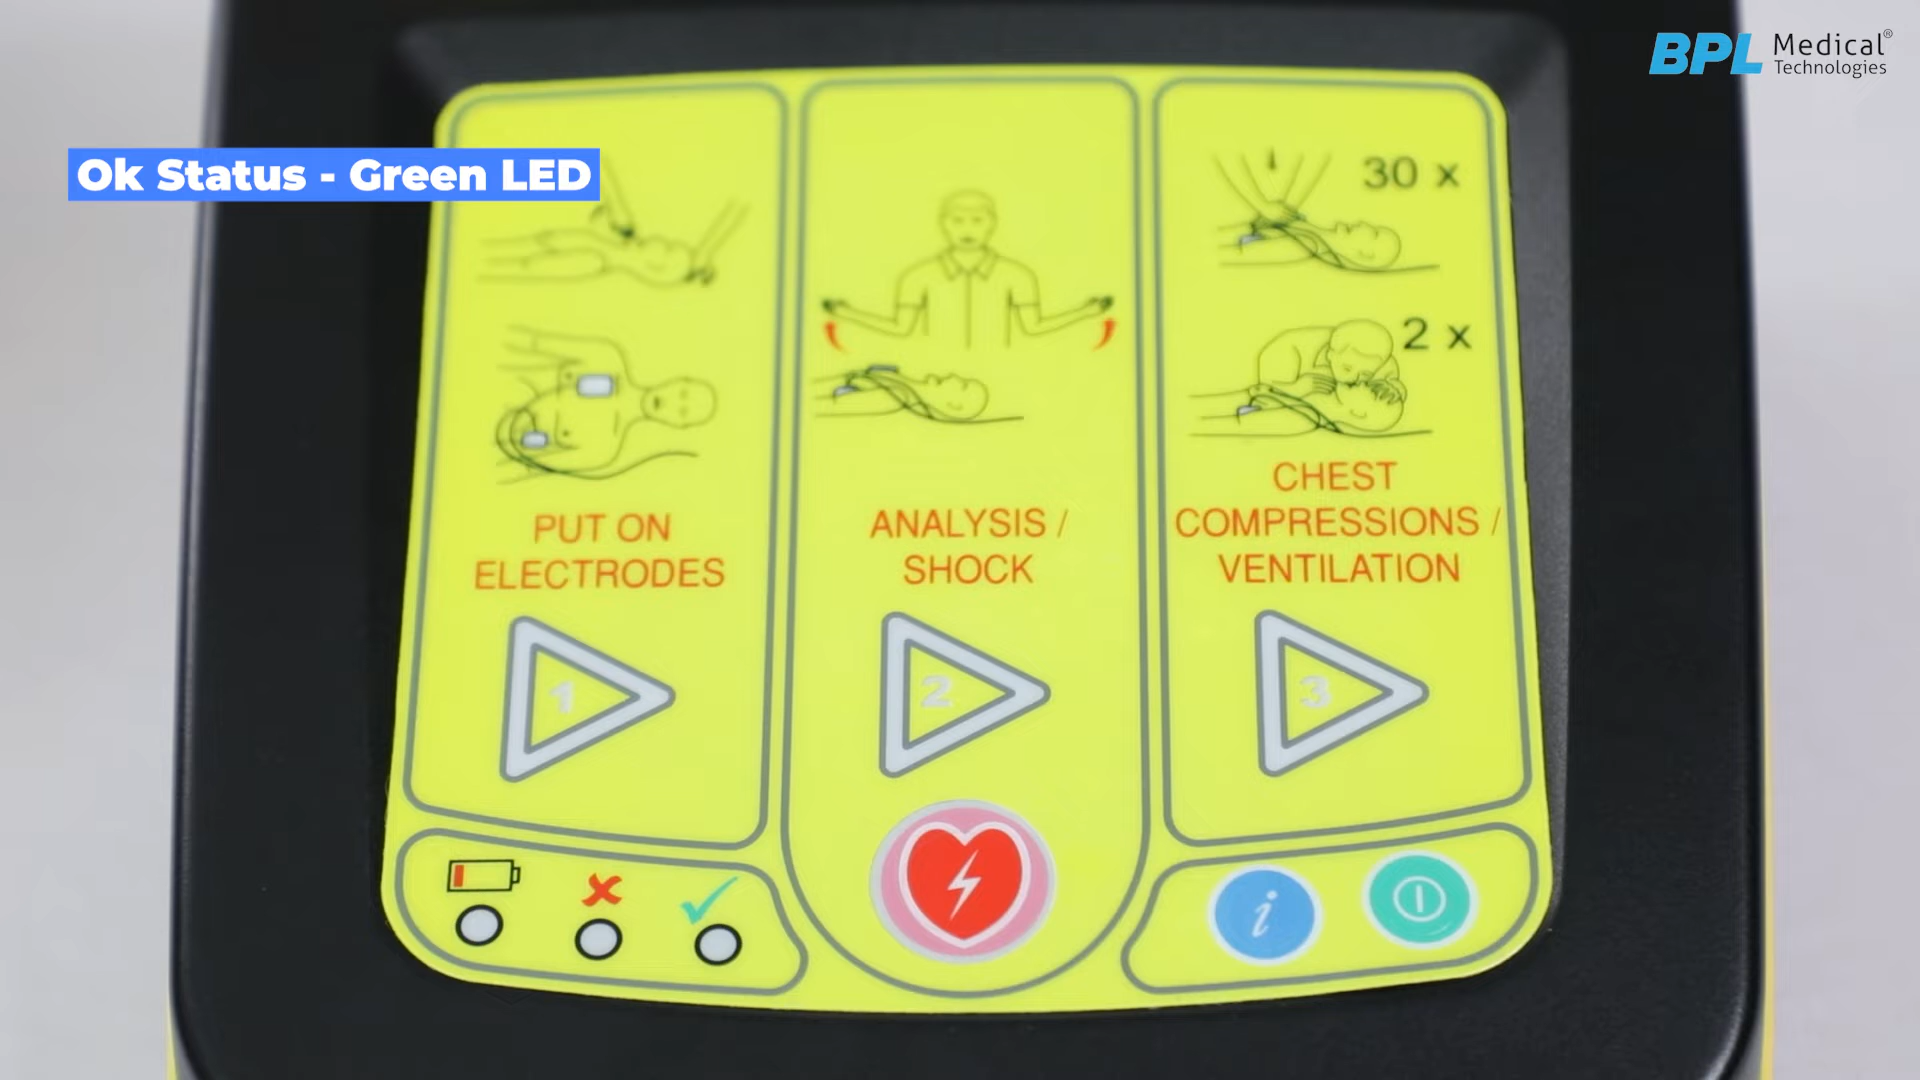 BPL Medical®
Technologies
Ok Status - Green LED
30 x
2 x
PUT ON
ELECTRODES
ANALYSIS /
SHOCK
CHEST
COMPRESSIONS /
VENTILATION
1
2
3
i